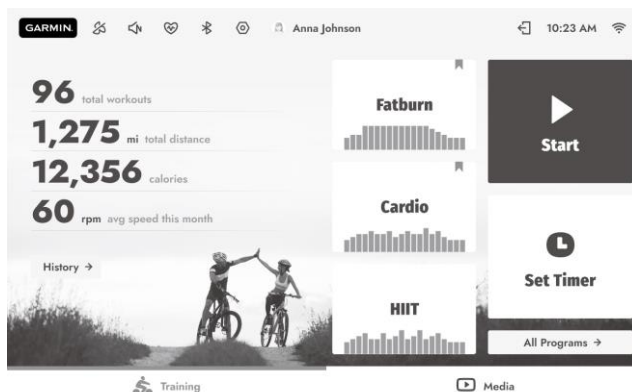 GARMIN.
Anna Johnson
10:23 AM
96 total workouts
1,275 mi total distance
12,356 calories
60 rpm avg speed this month
History →
Fatburn
Cardio
HIIT
Start
Set Timer
All Programs →
Training
Media